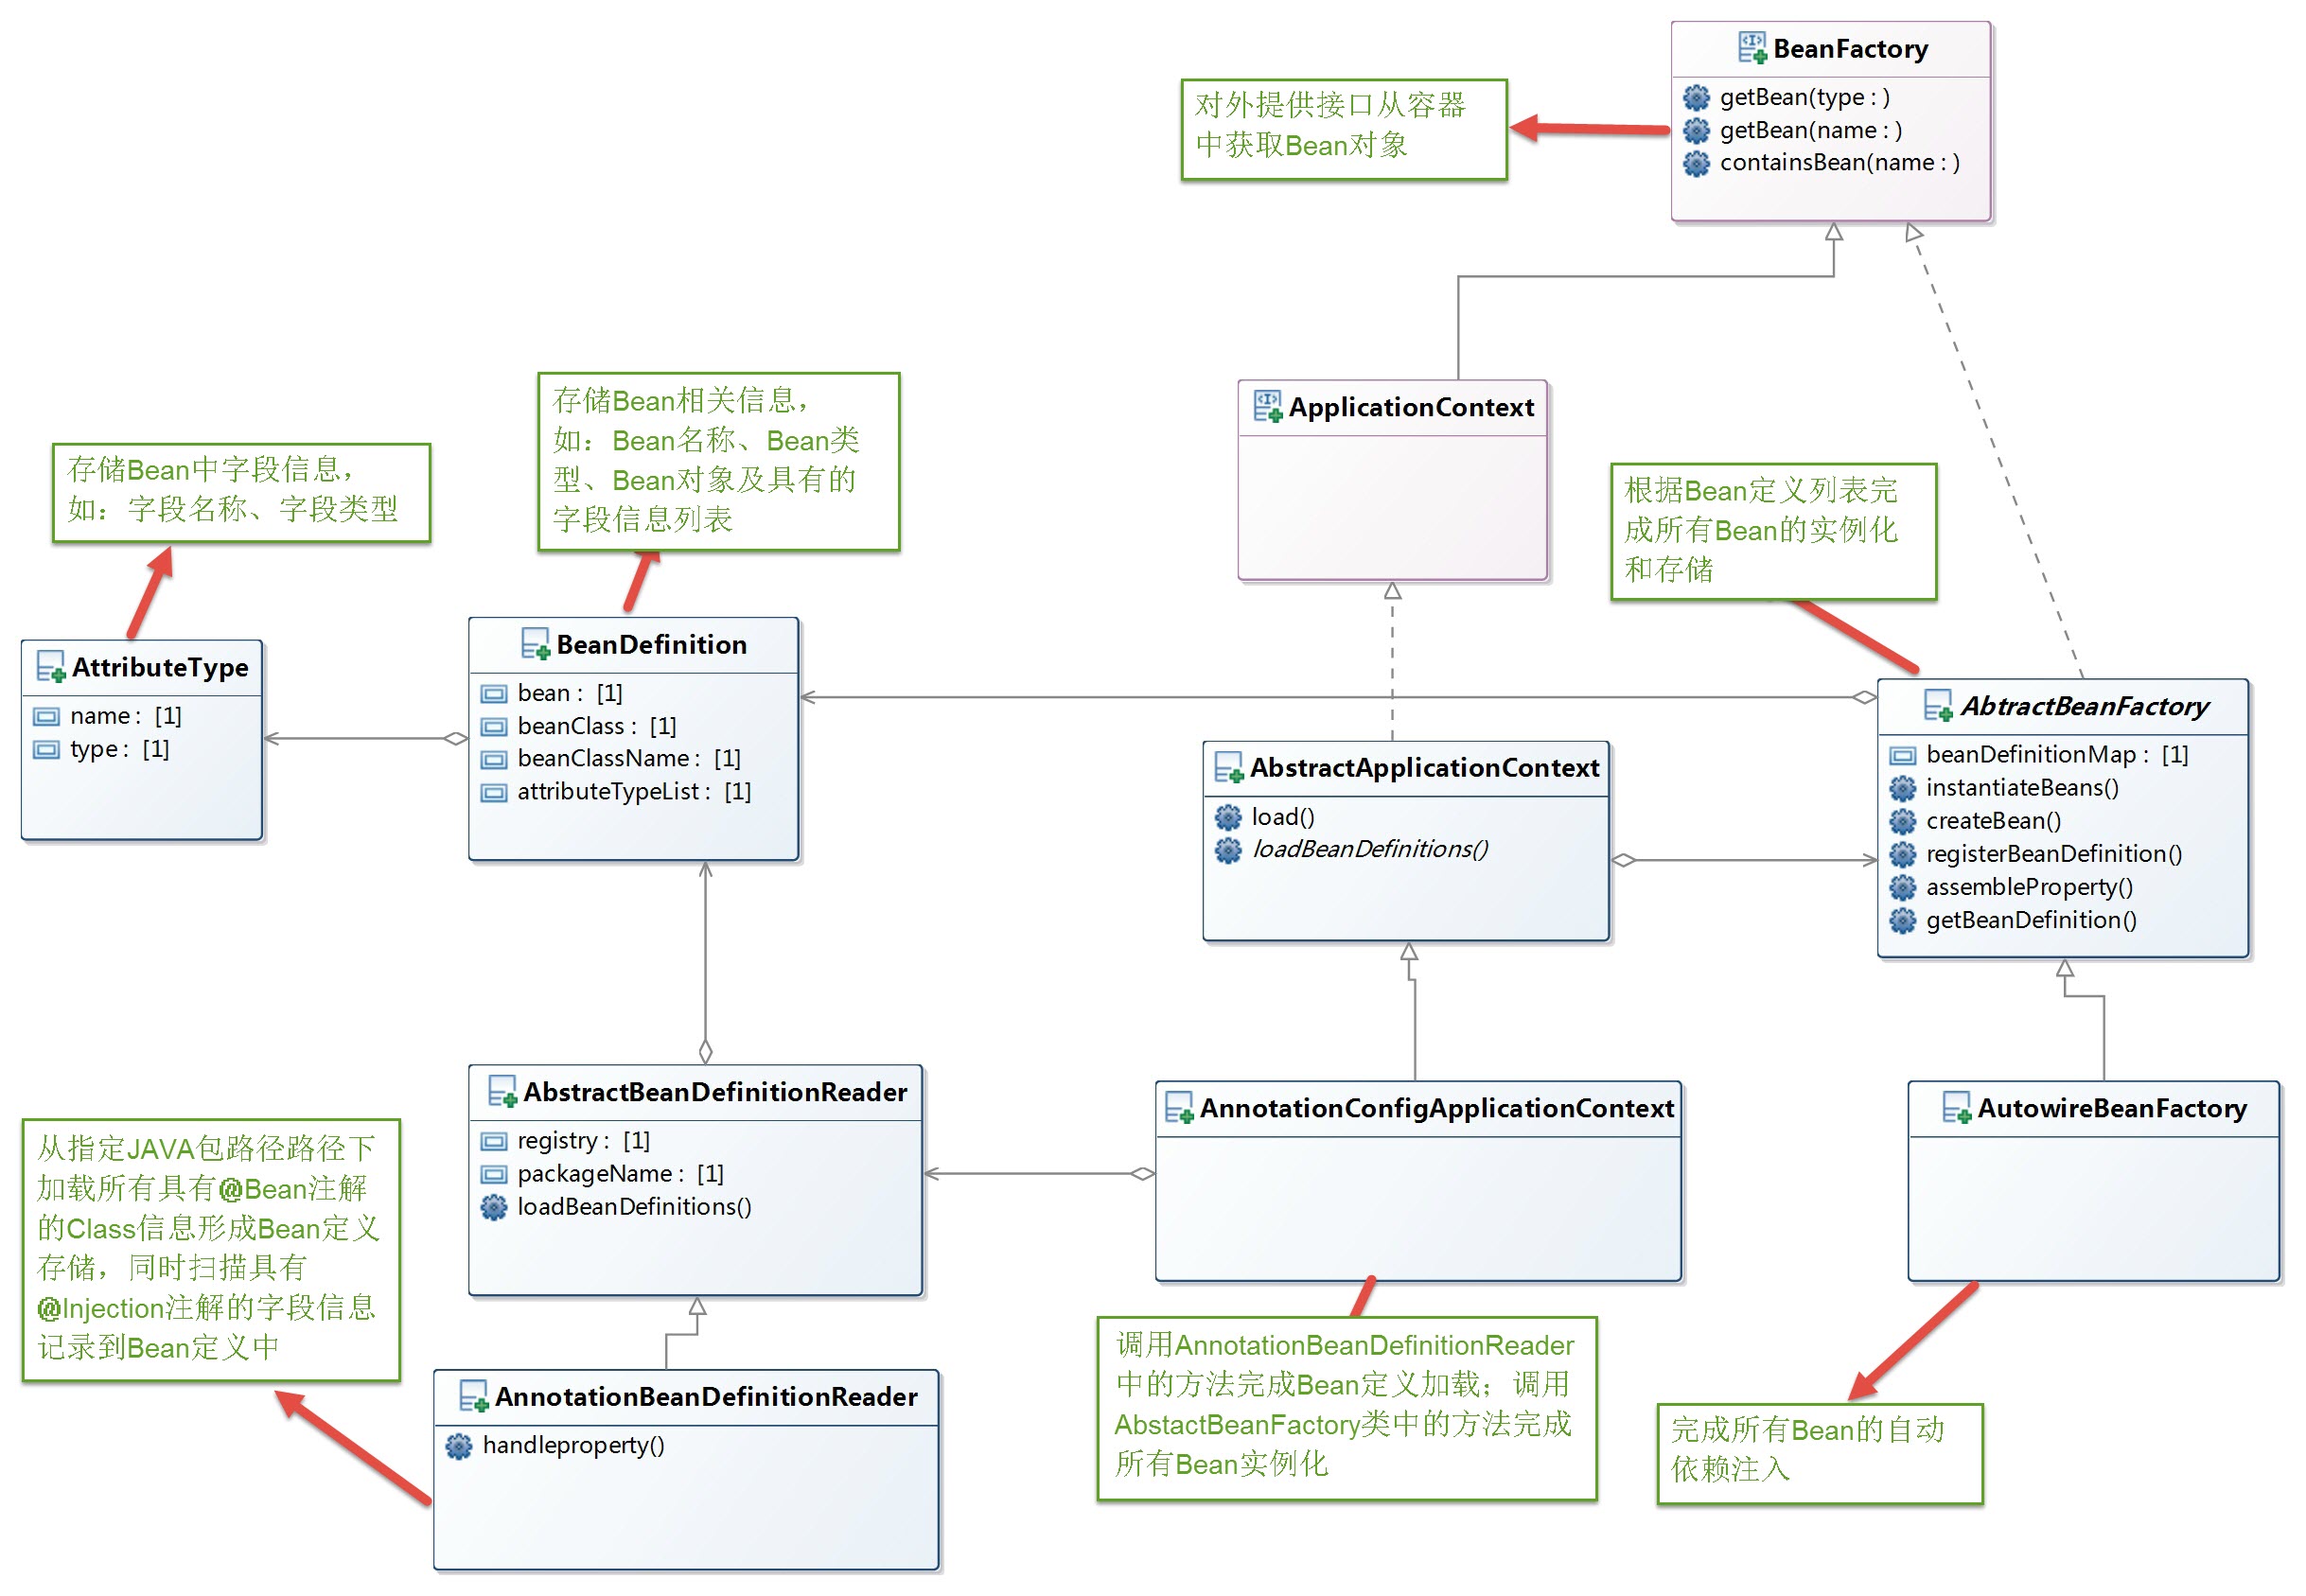 BeanFactory
getBean(type : )
getBean(name : )
containsBean(name : )
对外提供接口从容器
中获取Bean对象
ApplicationContext
存储Bean相关信息，
如：Bean名称、Bean类
型、Bean对象及具有的
字段信息列表
存储Bean中字段信息，
如：字段名称、字段类型
根据Bean定义列表完
成所有Bean的实例化
和存储
AttributeType
name : [1]
type : [1]
BeanDefinition
bean : [1]
beanClass : [1]
beanClassName : [1]
attributeTypeList : [1]
AbstractApplicationContext
load()
loadBeanDefinitions()
AbtractBeanFactory
beanDefinitionMap : [1]
instantiateBeans()
createBean()
registerBeanDefinition()
assembleProperty()
getBeanDefinition()
AbstractBeanDefinitionReader
registry : [1]
packageName : [1]
loadBeanDefinitions()
AnnotationConfigApplicationContext
AutowireBeanFactory
从指定JAVA包路径路径下
加载所有具有@Bean注解
的Class信息形成Bean定义
存储，同时扫描具有
@Injection注解的字段信息
记录到Bean定义中
AnnotationBeanDefinitionReader
handleproperty()
调用AnnotationBeanDefinitionReader
中的方法完成Bean定义加载；调用
AbstactBeanFactory类中的方法完成
所有Bean实例化
完成所有Bean的自动
依赖注入